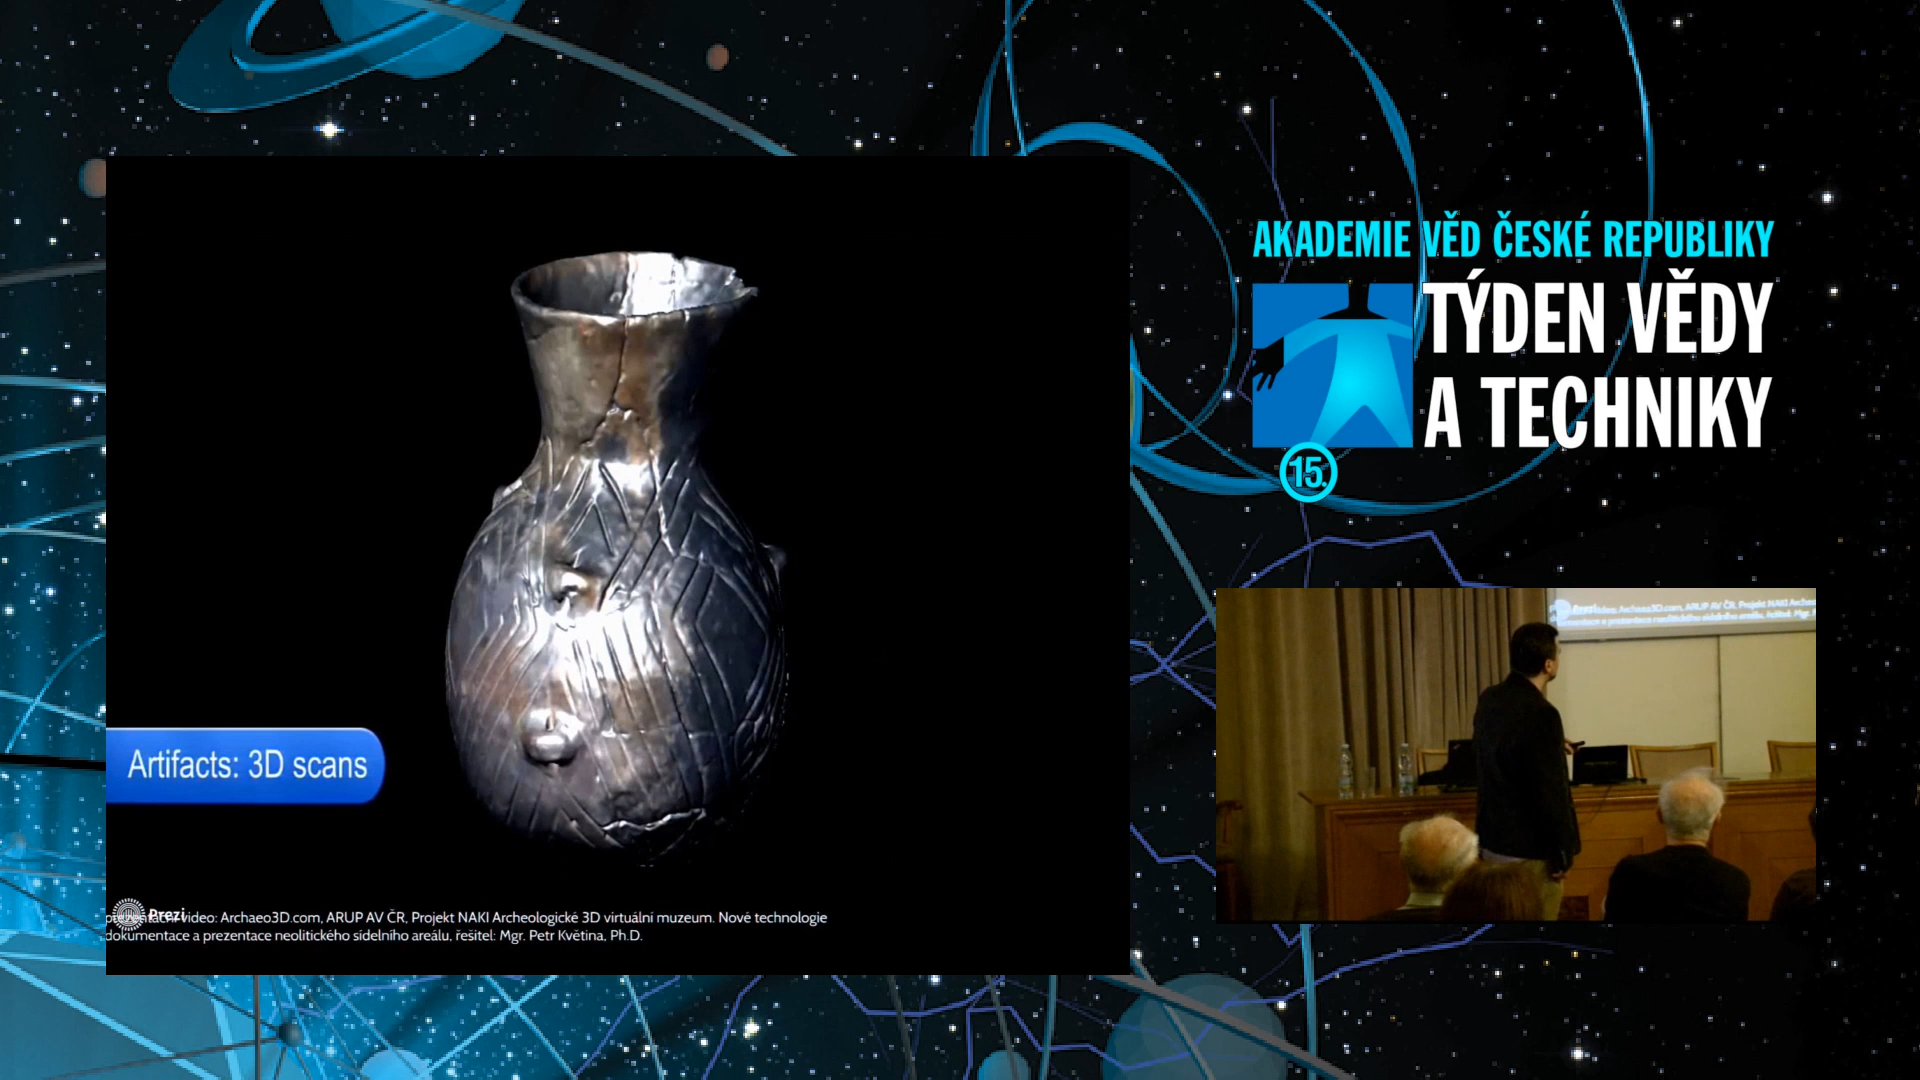 AKADEMIE VĚD ČESKÉ REPUBLIKY
TÝDEN VĚDY
A TECHNIKY
15.
Artifacts: 3D scans
Prezi
video: Archaeo3D.com, ARUP AV ČR, Projekt NAKI Archeologické 3D virtuální muzeum. Nové technologie
dokumentace a prezentace neolitického sídelního areálu, řešitel: Mgr. Petr Květina, Ph.D.